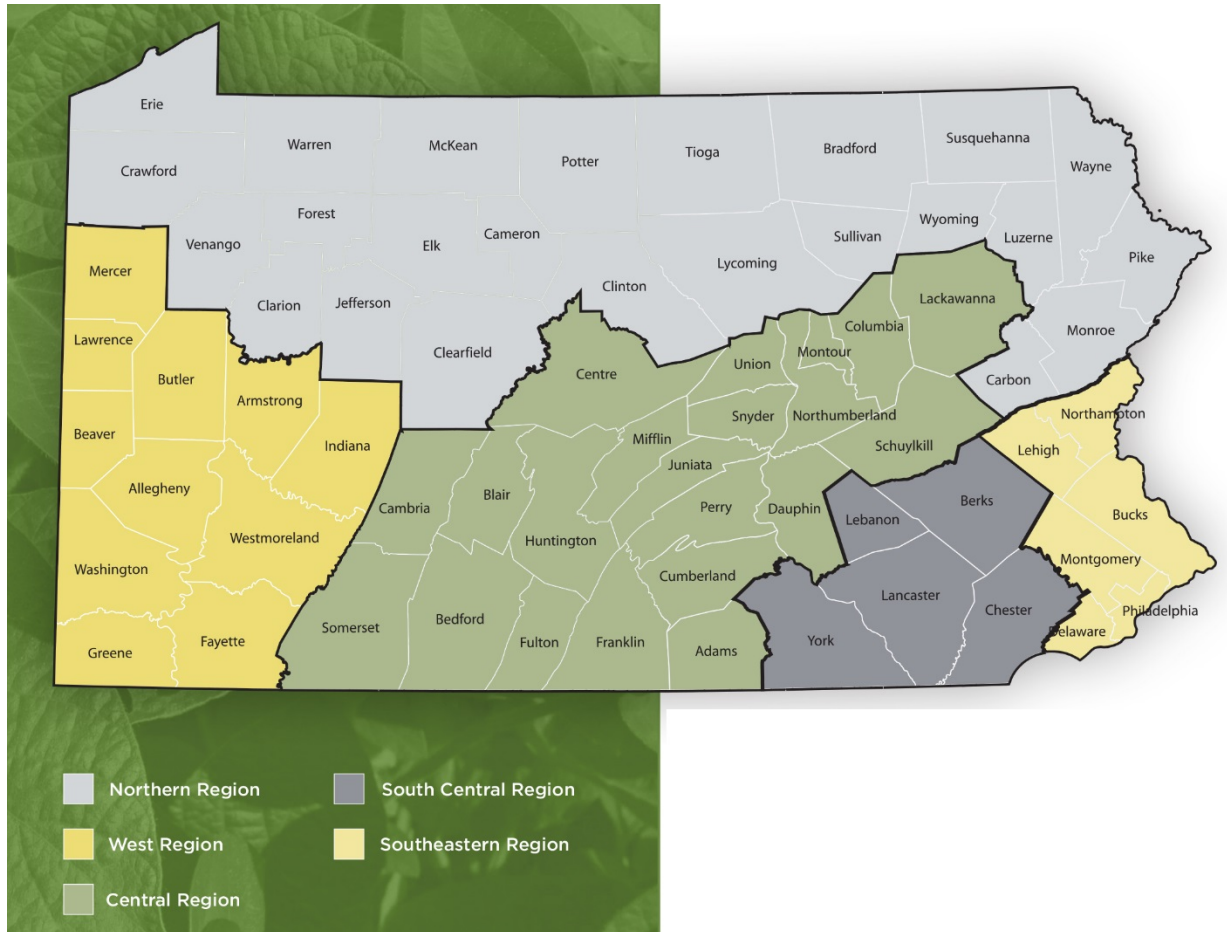 Erie
Warren
McKean
Potter
Tioga
Bradford
Susquehanna
Wayne
Crawford
Forest
Venango
Elk
Cameron
Sullivan
Wyoming
Luzerne
Pike
Mercer
Clarion
Jefferson
Clinton
Lycoming
Lackawanna
Lawrence
Clearfield
Columbia
Monroe
Butler
Armstrong
Centre
Union
Montour
Carbon
Beaver
Indiana
Mifflin
Snyder
Northumberland
Northampton
Schuylkill
Lehigh
Allegheny
Cambria
Blair
Juniata
Perry
Dauphin
Lebanon
Berks
Bucks
Westmoreland
Huntington
Washington
Cumberland
Montgomery
Lancaster
Chester
Philadelphia
Greene
Fayette
Somerset
Bedford
Fulton
Franklin
Adams
York
Delaware
Northern Region
South Central Region
West Region
Southeastern Region
Central Region